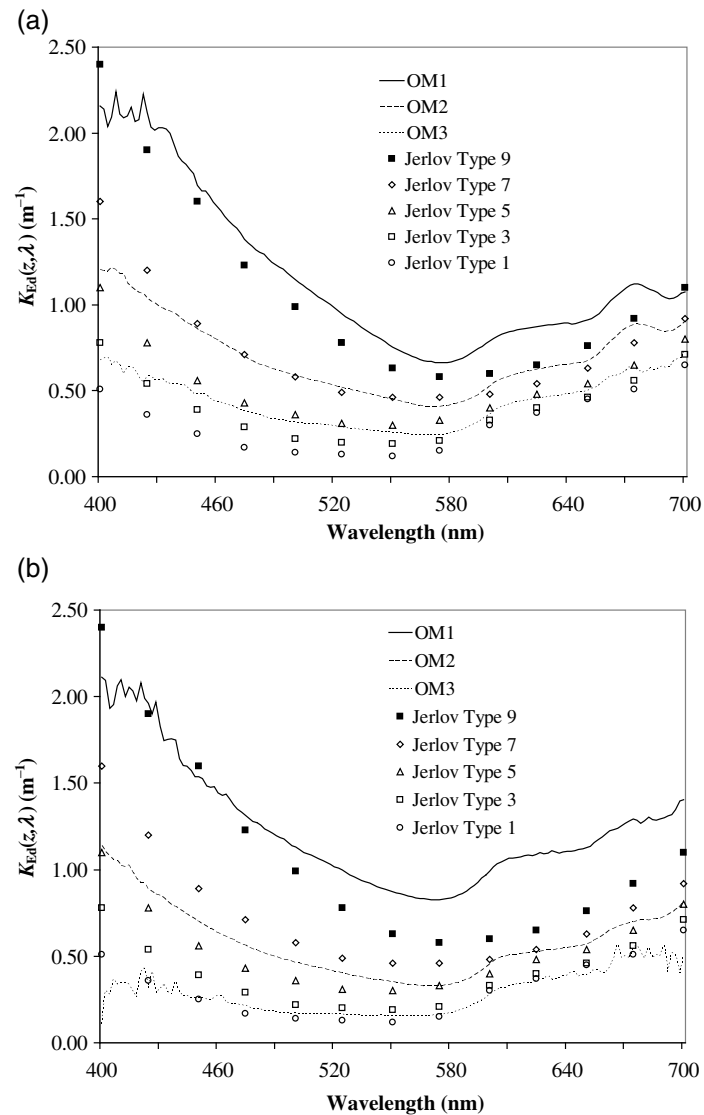 (a)
2.50
2.00
1.50
1.00
0.50
0.00
K_Ed(z,λ) (m⁻¹)
OM1
OM2
OM3
Jerlov Type 9
Jerlov Type 7
Jerlov Type 5
Jerlov Type 3
Jerlov Type 1
400 460 520 580 640 700
Wavelength (nm)
(b)
2.50
2.00
1.50
1.00
0.50
0.00
K_Ed(z,λ) (m⁻¹)
OM1
OM2
OM3
Jerlov Type 9
Jerlov Type 7
Jerlov Type 5
Jerlov Type 3
Jerlov Type 1
400 460 520 580 640 700
Wavelength (nm)